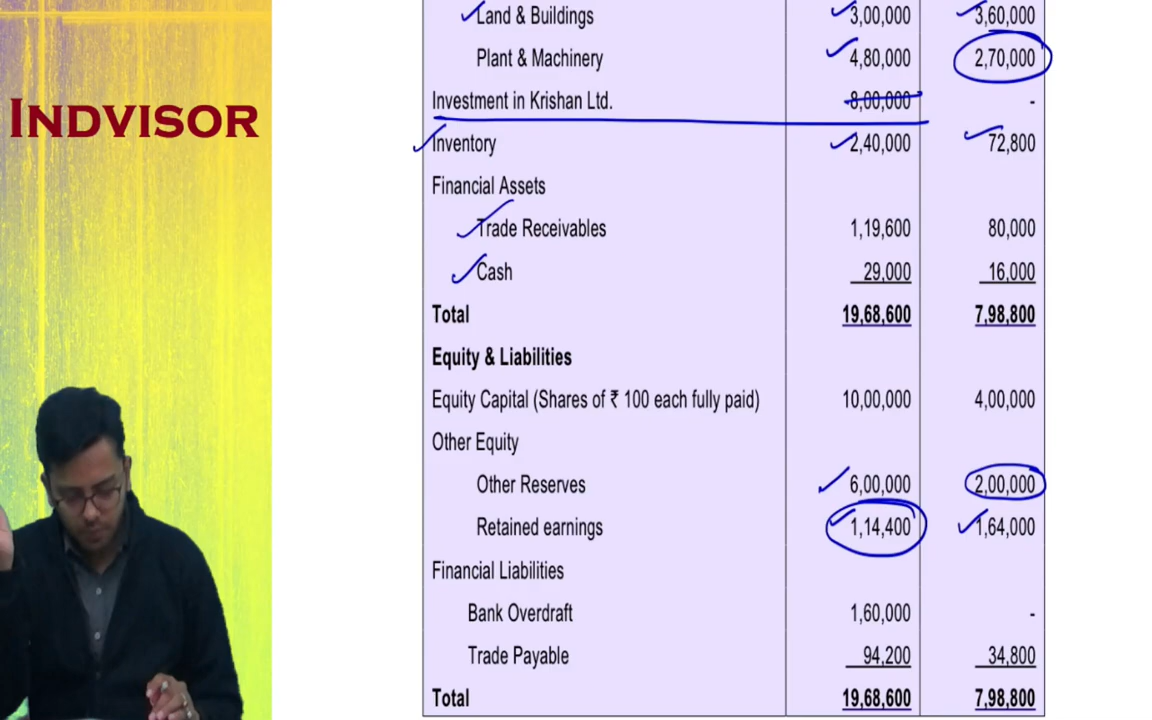 INDVISOR
Land & Buildings 3,00,000 3,60,000
Plant & Machinery 4,80,000 2,70,000
Investment in Krishan Ltd. 8,00,000 -
Inventory 2,40,000 72,800
Financial Assets
Trade Receivables 1,19,600 80,000
Cash 29,000 16,000
Total 19,68,600 7,98,800
Equity & Liabilities
Equity Capital (Shares of ₹ 100 each fully paid) 10,00,000 4,00,000
Other Equity
Other Reserves 6,00,000 2,00,000
Retained earnings 1,14,400 1,64,000
Financial Liabilities
Bank Overdraft 1,60,000 -
Trade Payable 94,200 34,800
Total 19,68,600 7,98,800